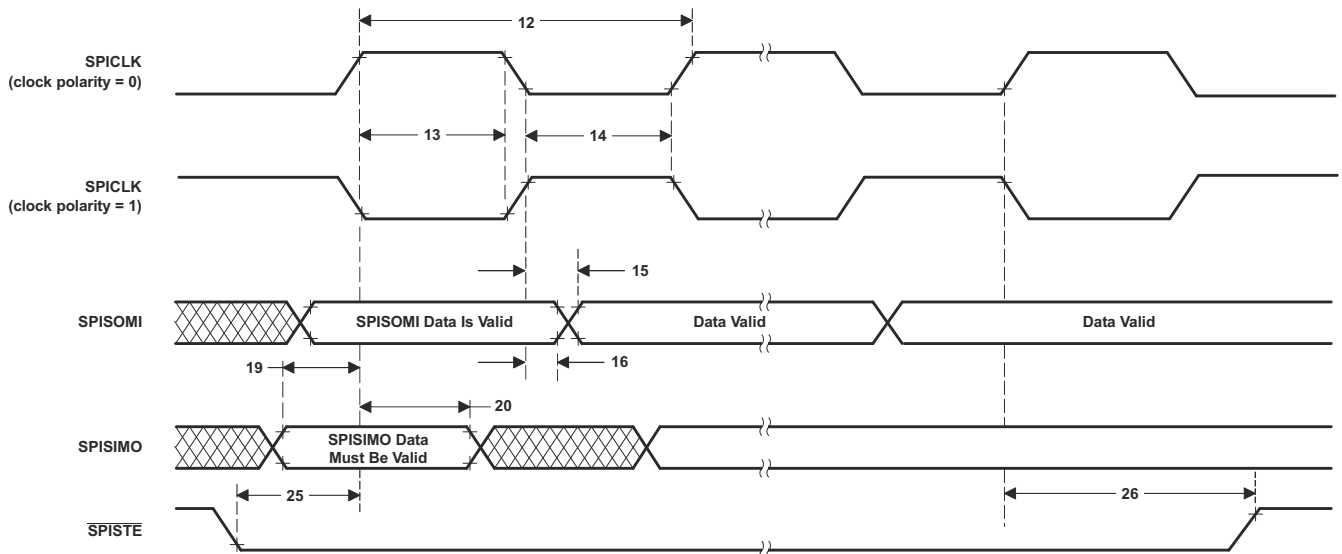 12
SPICLK
(clock polarity = 0)
13
14
SPICLK
(clock polarity = 1)
15
SPISOMI
SPISOMI Data Is Valid
Data Valid
Data Valid
16
19
20
SPISIMO
SPISIMO Data
Must Be Valid
25
26
SPISTE